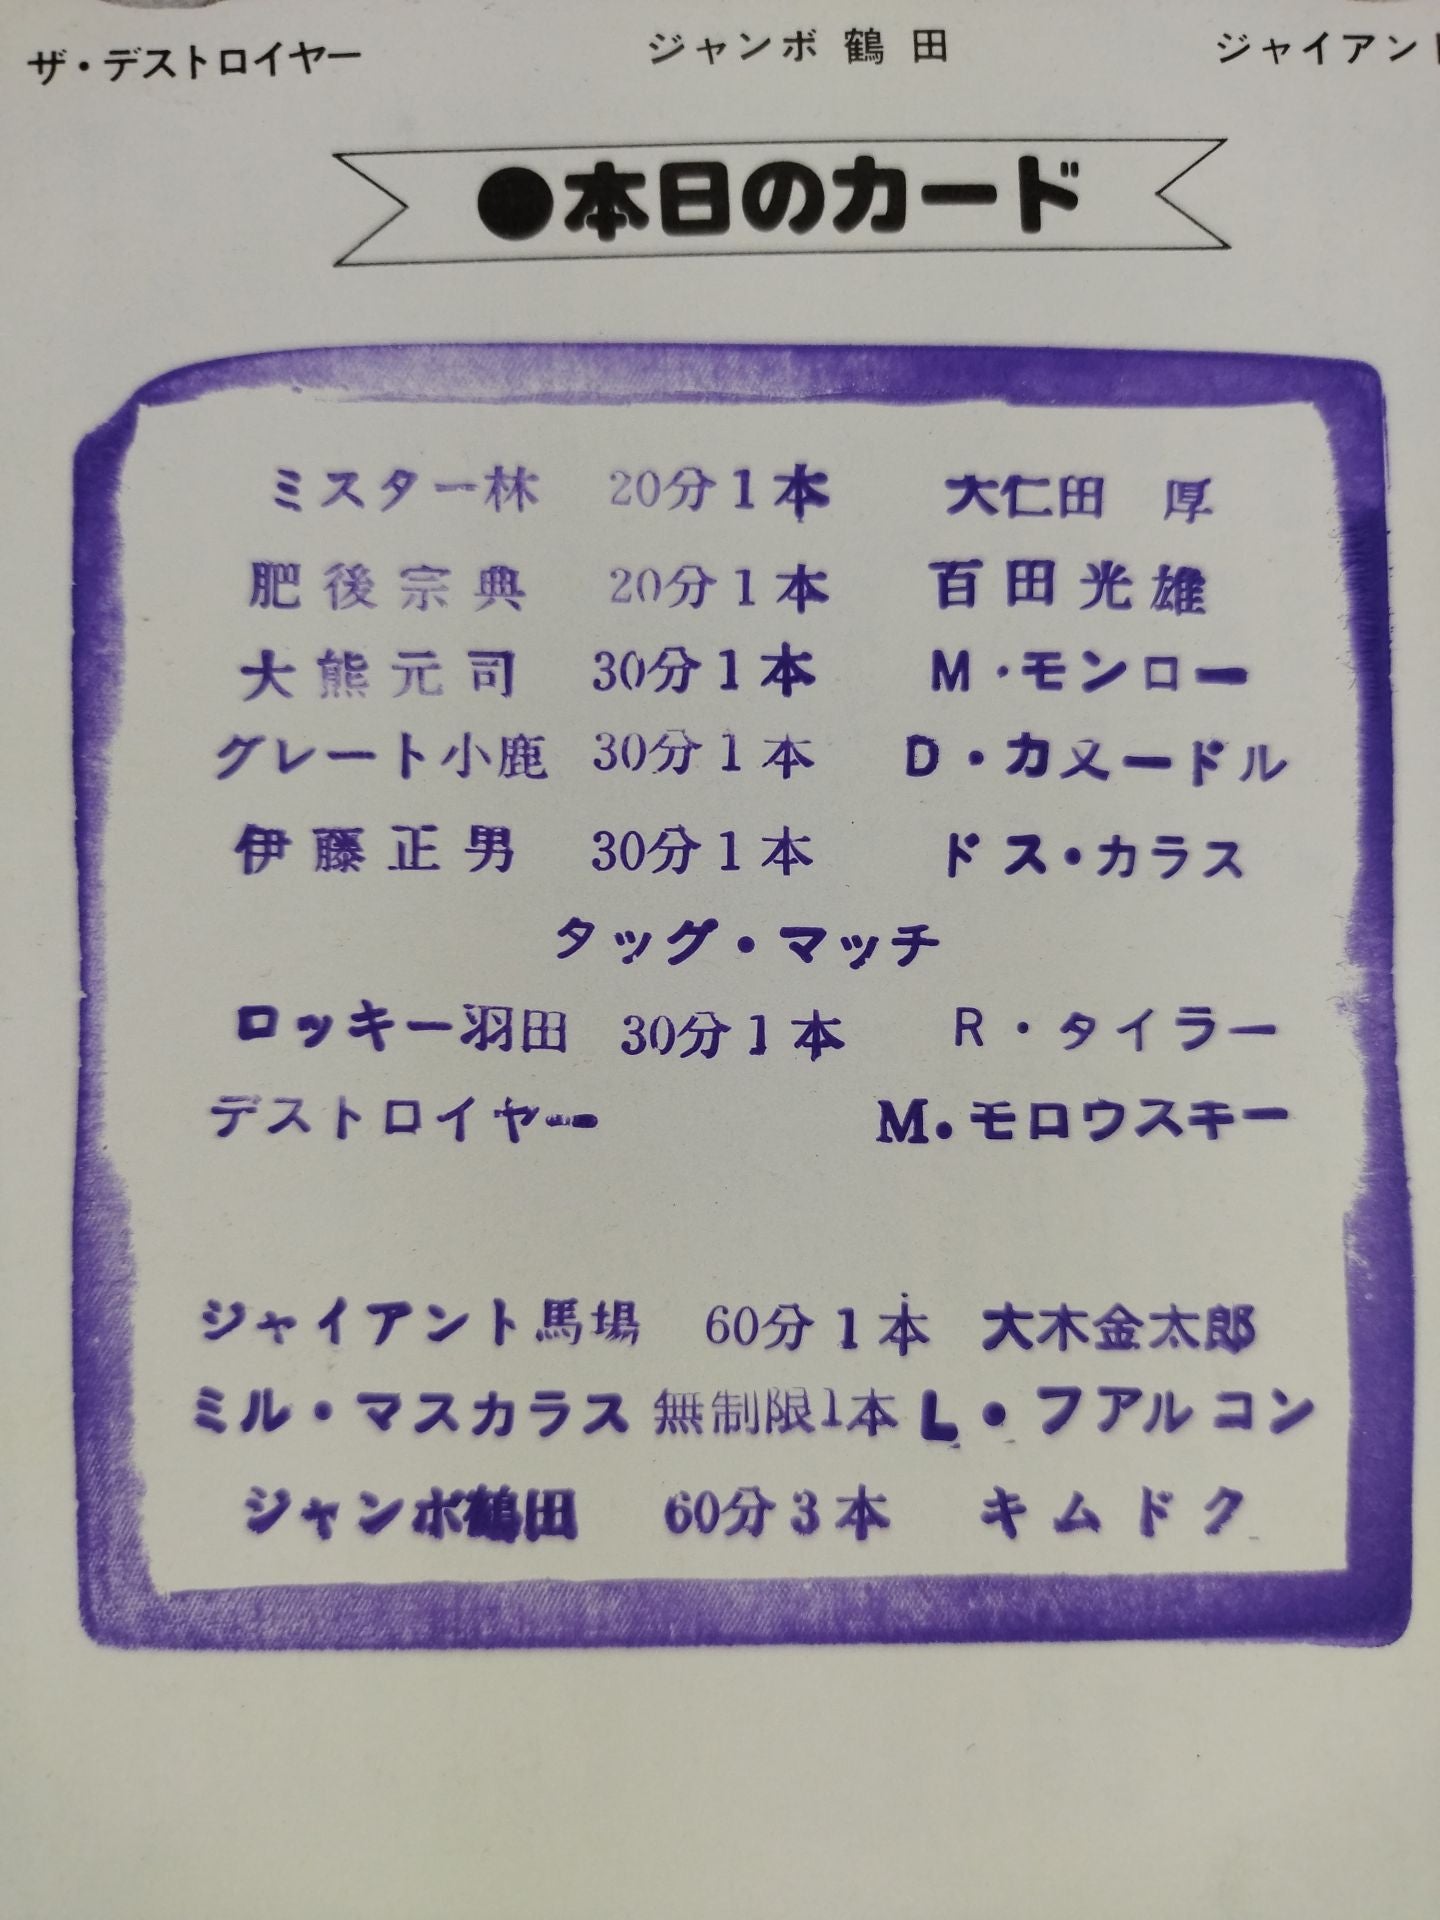 ザ・デストロイヤー ジャンボ鶴田 ジャイアント
●本日のカード
ミスター林 20分1本 大仁田 厚
肥後宗典 20分1本 百田光雄
大熊元司 30分1本 M・モンロー
グレート小鹿 30分1本 D・カヌードル
伊藤正男 30分1本 ドス・カラス
タッグ・マッチ
ロッキー羽田 30分1本 R・タイラー
デストロイヤー M.モロウスキー
ジャイアント馬場 60分1本 大木金太郎
ミル・マスカラス 無制限1本 L・フアルコン
ジャンボ鶴田 60分3本 キムドク